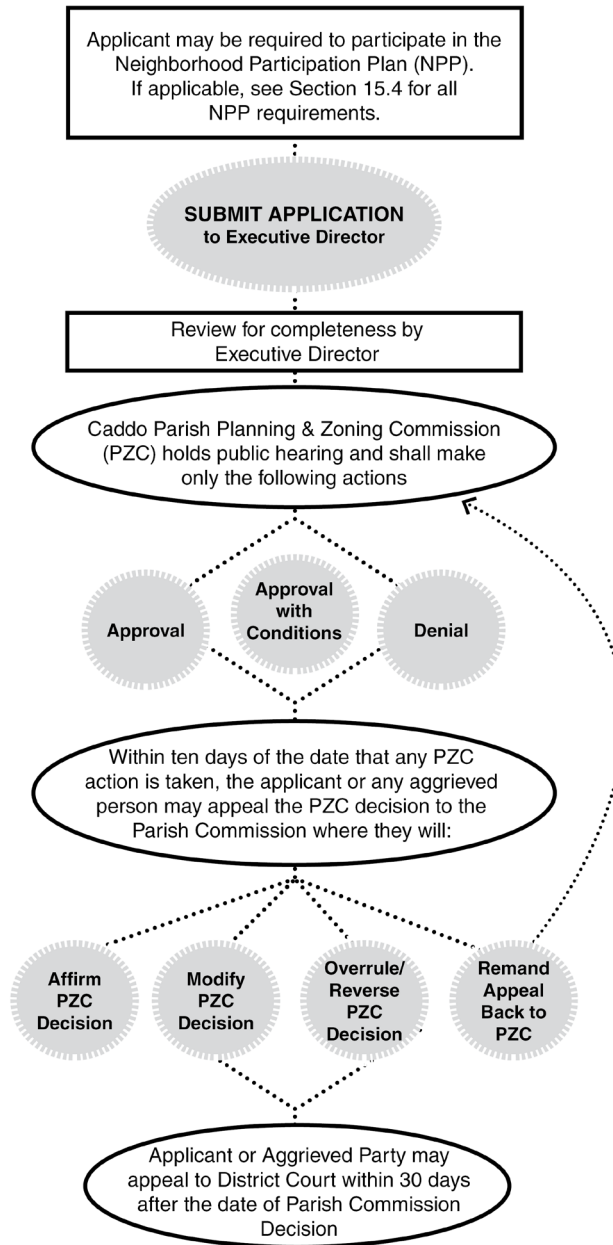 Applicant may be required to participate in the
Neighborhood Participation Plan (NPP).
If applicable, see Section 15.4 for all
NPP requirements.
SUBMIT APPLICATION
to Executive Director
Review for completeness by
Executive Director
Caddo Parish Planning & Zoning Commission
(PZC) holds public hearing and shall make
only the following actions
Approval
Approval
with
Conditions
Denial
Within ten days of the date that any PZC
action is taken, the applicant or any aggrieved
person may appeal the PZC decision to the
Parish Commission where they will:
Affirm
PZC
Decision
Modify
PZC
Decision
Overrule/
Reverse
PZC
Decision
Remand
Appeal
Back to
PZC
Applicant or Aggrieved Party may
appeal to District Court within 30 days
after the date of Parish Commission
Decision